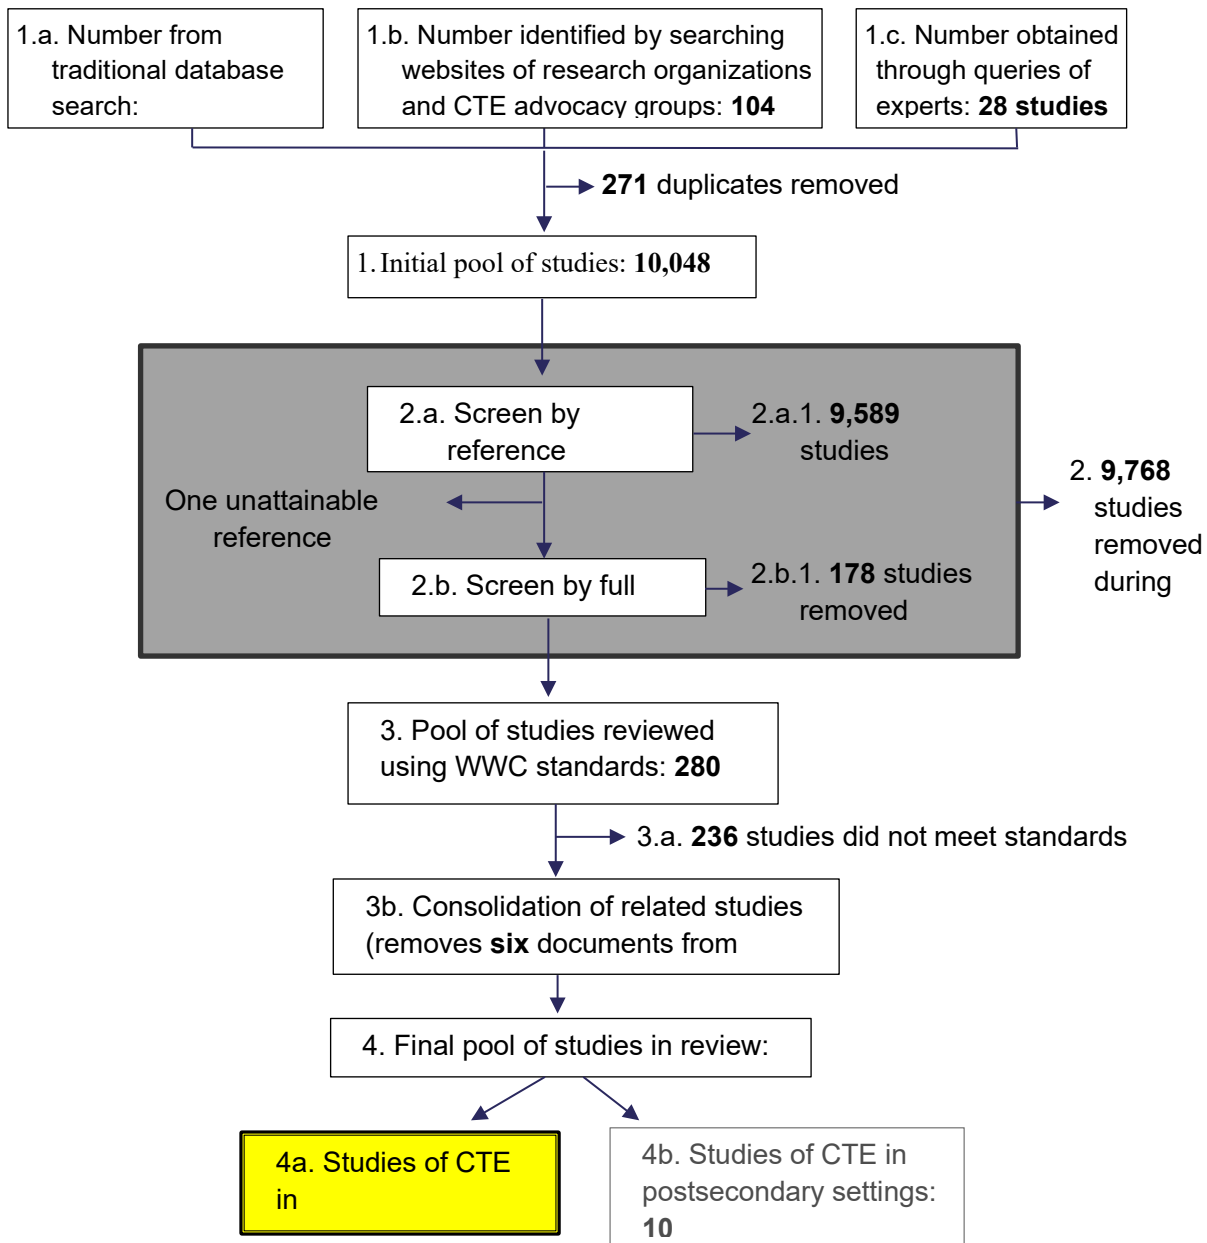 1.a. Number from
traditional database
search:
1.b. Number identified by searching
websites of research organizations
and CTE advocacy groups: 104
1.c. Number obtained
through queries of
experts: 28 studies
271 duplicates removed
1. Initial pool of studies: 10,048
2.a. Screen by
reference
2.a.1. 9,589
studies
One unattainable
reference
2. 9,768
studies
removed
during
2.b. Screen by full
2.b.1. 178 studies
removed
3. Pool of studies reviewed
using WWC standards: 280
3.a. 236 studies did not meet standards
3b. Consolidation of related studies
(removes six documents from
4. Final pool of studies in review:
4a. Studies of CTE
in
4b. Studies of CTE in
postsecondary settings:
10